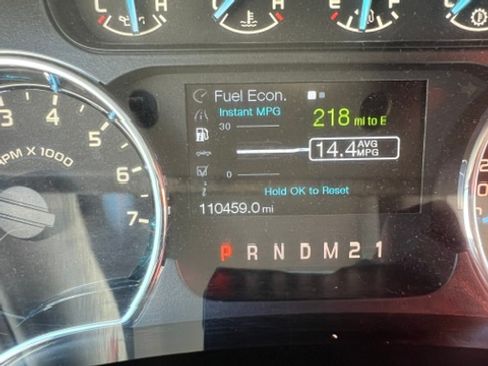 L H C H E F C
Fuel Econ.
Instant MPG
218 mi to E
30
14.4 AVG MPG
0
Hold OK to Reset
110459.0 mi
P R N D M 2 1
3 4 5 6 7
PM X 1000